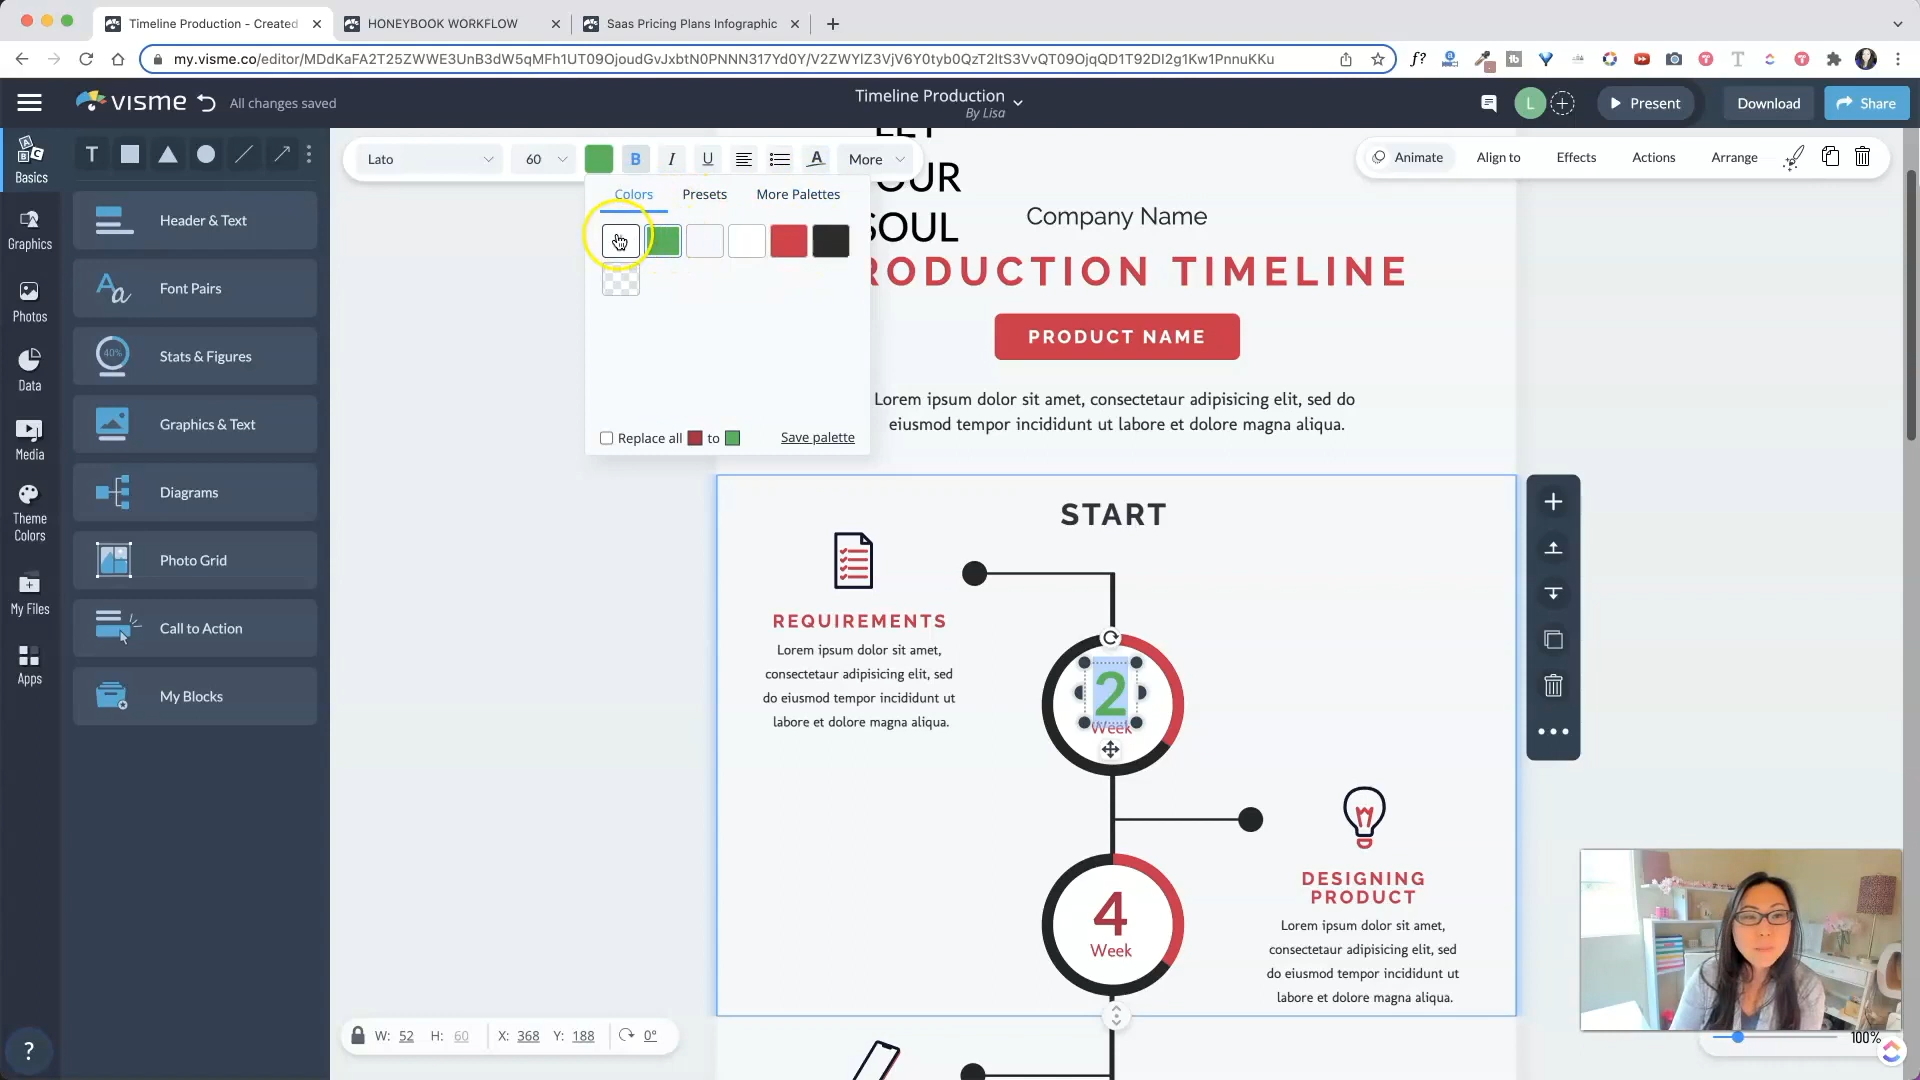 Timeline Production - Created
HONEYBOOK WORKFLOW
Saas Pricing Plans Infographic
my.visme.co/editor/MDdKaFA2T25ZWWE3UnB3dW5qMFh1UT09OjoudGvJxbtN0PNNN317Yd0Y/V2ZWYlZ3VjV6Y0tyb0QzT2ltS3VvQT09OjqQD1T92DI2g1Kw1PnnuKKu
visme
All changes saved
Timeline Production
By Lisa
L
Present
Download
Share
Basics
Graphics
Photos
Data
Media
Theme
Colors
My Files
Apps
?
T
Header & Text
Aa
Font Pairs
40%
Stats & Figures
Graphics & Text
Diagrams
Photo Grid
Call to Action
My Blocks
Lato
60
B
I
U
A
More
Animate
Align to
Effects
Actions
Arrange
Colors
Presets
More Palettes
Replace all
to
Save palette
LET
OUR
SOUL
Company Name
RODUCTION TIMELINE
PRODUCT NAME
Lorem ipsum dolor sit amet, consectetur adipisicing elit, sed do
eiusmod tempor incididunt ut labore et dolore magna aliqua.
START
REQUIREMENTS
Lorem ipsum dolor sit amet,
consectetur adipisicing elit, sed
do eiusmod tempor incididunt ut
labore et dolore magna aliqua.
2
Week
4
Week
DESIGNING
PRODUCT
Lorem ipsum dolor sit amet,
consectetur adipisicing elit, sed
do eiusmod tempor incididunt ut
labore et dolore magna aliqua.
W: 52
H: 60
X: 368
Y: 188
0°
100%